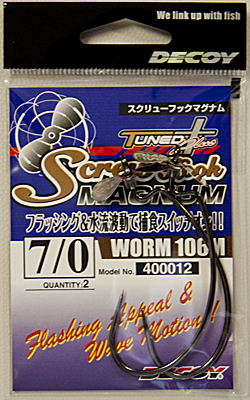 We link up with fish
DECOY
スクリューフックマグナム
TUNED+
Screw Hook
MAGNUM
フラッシング&水流波動で捕食スイッチオン!!
7/0
WORM 106M
Model No. 400012
QUANTITY:2
Flashing Appeal &
Wave Motion!
DECOY